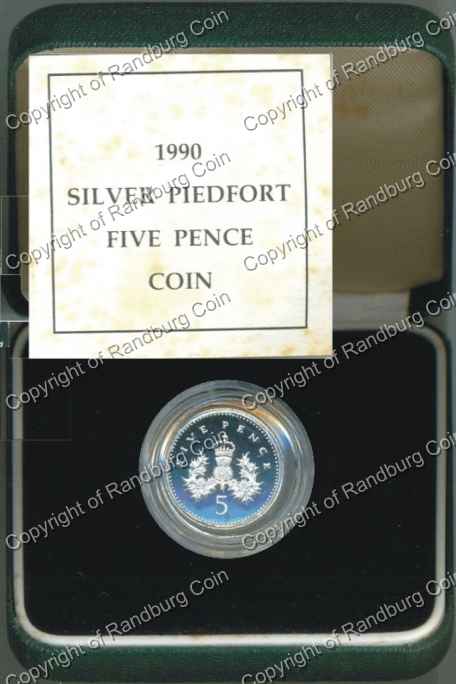 Copyright of Randburg Coin
1990
SILVER PIEDFORT
FIVE PENCE
COIN
FIVE PENCE
5